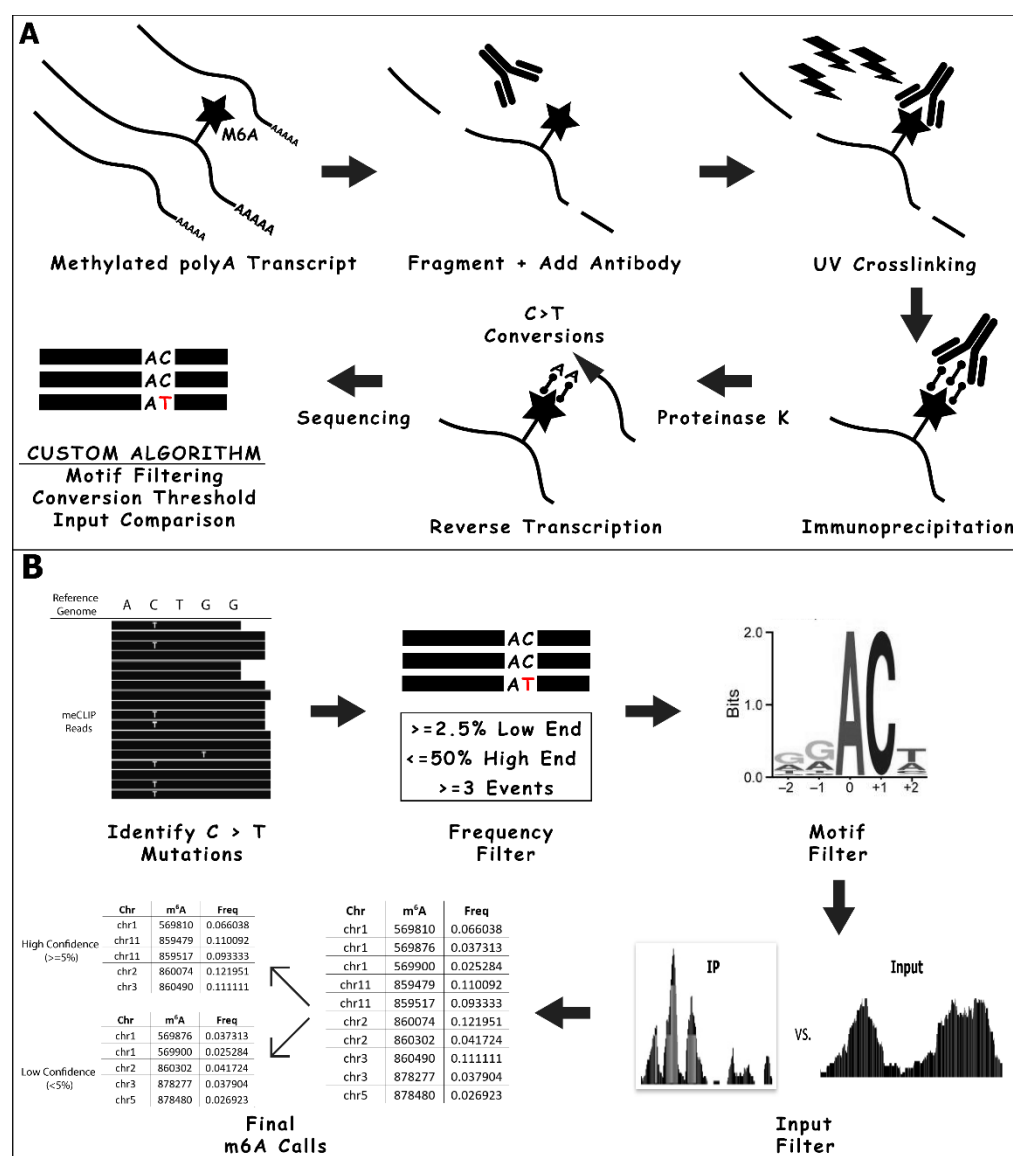 A
M6A
AAAAA
AAAAA
AAAAA
Methylated polyA Transcript
Fragment + Add Antibody
UV Crosslinking
C>T
Conversions
A A
AC
AC
AT
Sequencing
Proteinase K
CUSTOM ALGORITHM
Motif Filtering
Conversion Threshold
Input Comparison
Reverse Transcription
Immunoprecipitation
B
Reference
Genome
A C T G G
T
T
T
T
T
T
T
T
meCLIP
Reads
Identify C > T
Mutations
AC
AC
AT
>=2.5% Low End
<=50% High End
>=3 Events
Frequency
Filter
2.0
1.0
0.0
Bits
G G A C T
A A A
-2 -1 0 +1 +2
Motif
Filter
High Confidence
(>=5%)
Chr m⁶A Freq
chr1 569810 0.066038
chr11 859479 0.110092
chr11 859517 0.093333
chr2 860074 0.121951
chr3 860490 0.111111
Low Confidence
(<5%)
Chr m⁶A Freq
chr1 569876 0.037313
chr1 569900 0.025284
chr2 860302 0.041724
chr3 878277 0.037904
chr5 878480 0.026923
Chr m⁶A Freq
chr1 569810 0.066038
chr1 569876 0.037313
chr1 569900 0.025284
chr11 859479 0.110092
chr11 859517 0.093333
chr2 860074 0.121951
chr2 860302 0.041724
chr3 860490 0.111111
chr3 878277 0.037904
chr5 878480 0.026923
Final
m6A Calls
IP
VS.
Input
Input
Filter